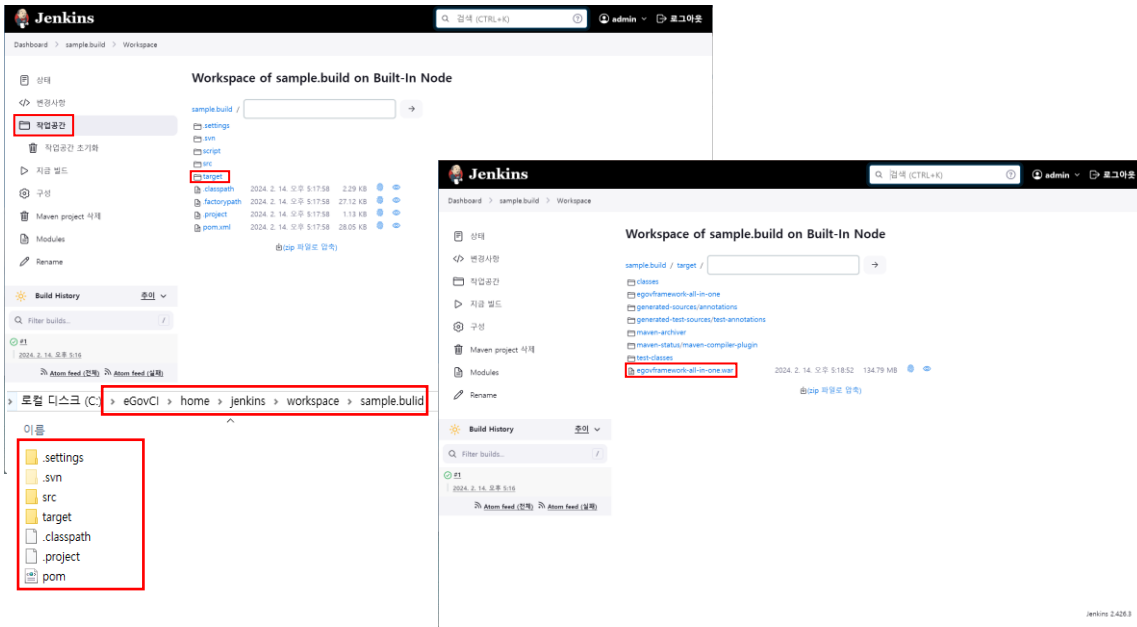 Jenkins
검색 (CTRL+K)
admin
로그아웃
Dashboard > sample.build > Workspace
상태
변경사항
작업공간
작업공간 초기화
지금 빌드
구성
Maven project 삭제
Modules
Rename
Build History 추이
Filter builds... /
#1
2024. 2. 14. 오후 5:16
Atom feed (전체) Atom feed (실패)
Workspace of sample.build on Built-In Node
sample.build /
.settings
.svn
script
src
target
.classpath 2024. 2. 14. 오후 5:17:58 2.29 KB
.factorypath 2024. 2. 14. 오후 5:17:58 27.12 KB
.project 2024. 2. 14. 오후 5:17:58 1.13 KB
pom.xml 2024. 2. 14. 오후 5:17:58 28.05 KB
(zip 파일로 압축)
> 로컬 디스크 (C:) > eGovCI > home > jenkins > workspace > sample.bulid
이름
.settings
.svn
src
target
.classpath
.project
pom
Jenkins
검색 (CTRL+K)
admin
로그아웃
Dashboard > sample.build > Workspace
상태
변경사항
작업공간
지금 빌드
구성
Maven project 삭제
Modules
Rename
Build History 추이
Filter builds... /
#1
2024. 2. 14. 오후 5:16
Atom feed (전체) Atom feed (실패)
Workspace of sample.build on Built-In Node
sample.build / target /
classes
egovframework-all-in-one
generated-sources/annotations
generated-test-sources/test-annotations
maven-archiver
maven-status/maven-compiler-plugin
test-classes
egovframework-all-in-one.war 2024. 2. 14. 오후 5:18:52 134.79 MB
(zip 파일로 압축)
Jenkins 2.426.3